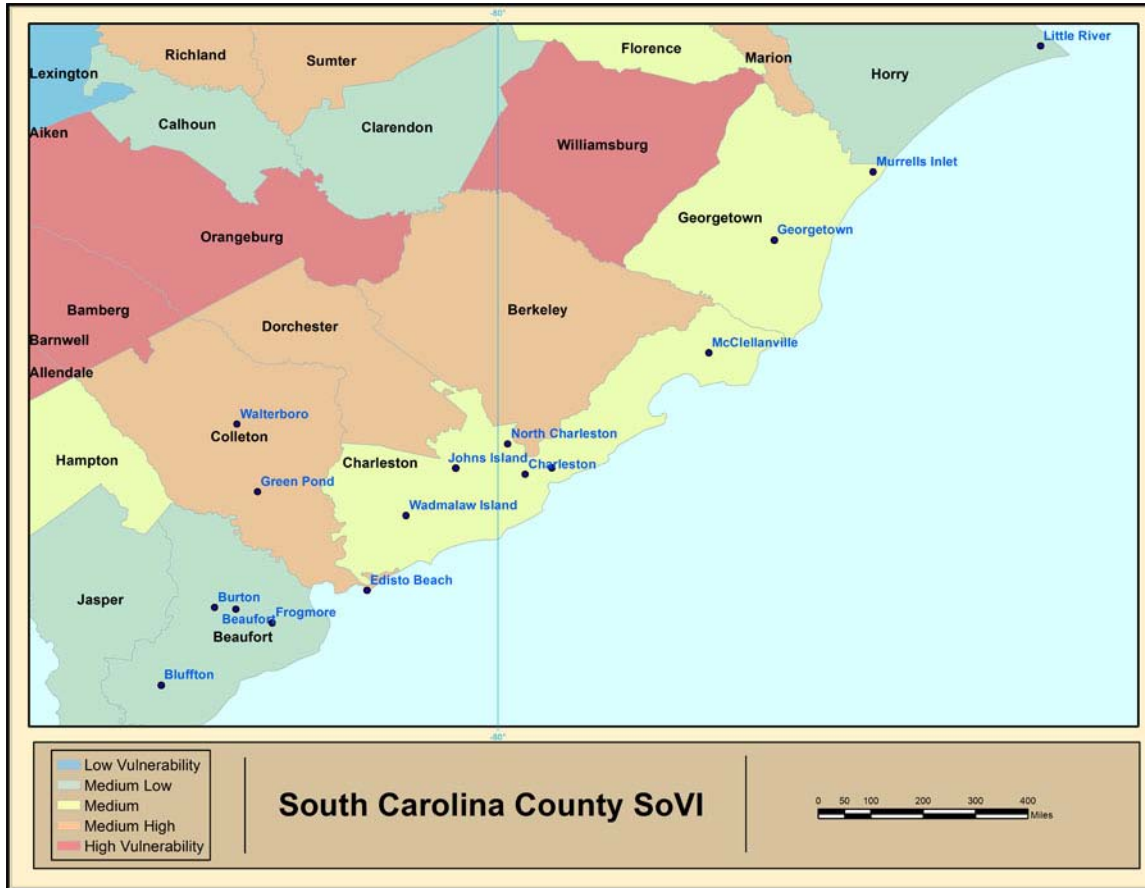 -80°
Little River
Florence
Richland
Marion
Sumter
Lexington
Horry
Calhoun
Clarendon
Aiken
Williamsburg
Murrells Inlet
Georgetown
Georgetown
Orangeburg
Bamberg
Berkeley
Dorchester
Barnwell
McClellanville
Allendale
Walterboro
Colleton
North Charleston
Hampton
Charleston
Johns Island
Charleston
Green Pond
Wadmalaw Island
Edisto Beach
Jasper
Burton
Beaufort
Frogmore
Beaufort
Bluffton
-80°
Low Vulnerability
Medium Low
Medium
Medium High
High Vulnerability
South Carolina County SoVI
0 50 100 200 300 400
Miles